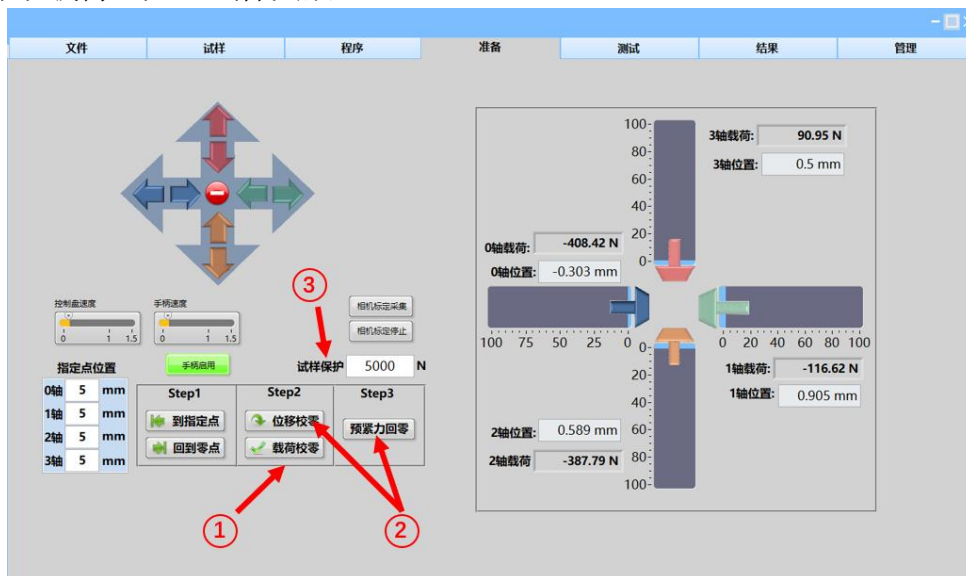 文件 试样 程序 准备 测试 结果 管理
③
控制盘速度 手柄速度
0 1 1.5 0 1 1.5
相机标定采集
相机标定停止
指定点位置 手柄启用 试样保护 5000 N
0轴 5 mm
1轴 5 mm
2轴 5 mm
3轴 5 mm
Step1 Step2 Step3
到指定点 位移校零 预紧力回零
回到零点 载荷校零
① ②
100 80 60 40 20 0
3轴载荷: 90.95 N
3轴位置: 0.5 mm
0轴载荷: -408.42 N
0轴位置: -0.303 mm
100 75 50 25 0 0 20 40 60 80 100
1轴载荷: -116.62 N
1轴位置: 0.905 mm
0 20 40 60 80 100
2轴位置: 0.589 mm
2轴载荷 -387.79 N